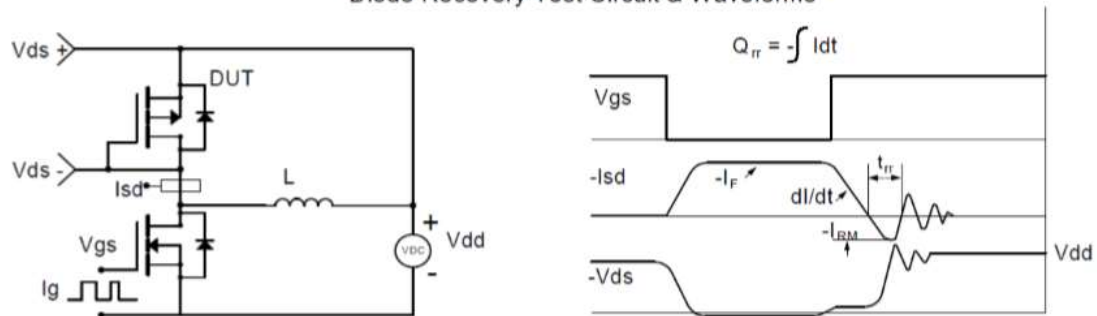 Diode Recovery Test Circuit & Waveforms
Vds +
DUT
Vds -
Isd
L
Vgs
Ig
VDC
+
-
Vdd
Qrr = -∫ Idt
Vgs
-Isd
-IF
dI/dt
trr
-IRM
Vdd
-Vds